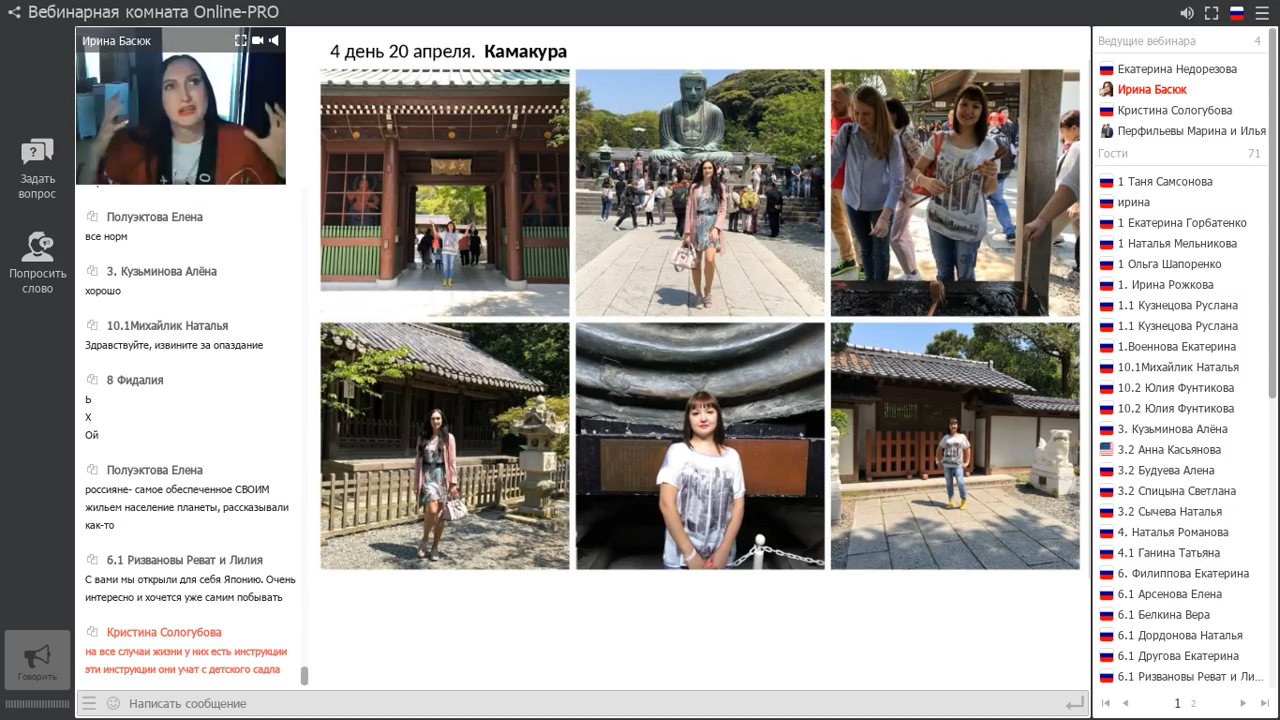 Вебинарная комната Online-PRO
Ирина Басюк
Задать
вопрос
Попросить
слово
Говорить
Полуэктова Елена
все норм
3. Кузьминова Алёна
хорошо
10.1Михайлик Наталья
Здравствуйте, извините за опаздание
8 Фидалия
Ь
Х
Ой
Полуэктова Елена
россияне- самое обеспеченное СВОИМ
жильем население планеты, рассказывали
как-то
6.1 Ризвановы Реват и Лилия
С вами мы открыли для себя Японию. Очень
интересно и хочется уже самим побывать
Кристина Сологубова
на все случаи жизни у них есть инструкции
эти инструкции они учат с детского садла
Написать сообщение
4 день 20 апреля. Камакура
Ведущие вебинара 4
Екатерина Недорезова
Ирина Басюк
Кристина Сологубова
Перфильевы Марина и Илья
Гости 71
1 Таня Самсонова
ирина
1 Екатерина Горбатенко
1 Наталья Мельникова
1 Ольга Шапоренко
1. Ирина Рожкова
1.1 Кузнецова Руслана
1.1 Кузнецова Руслана
1.Военнова Екатерина
10.1Михайлик Наталья
10.2 Юлия Фунтикова
10.2 Юлия Фунтикова
3. Кузьминова Алёна
3.2 Анна Касьянова
3.2 Будуева Алена
3.2 Спицына Светлана
3.2 Сычева Наталья
4. Наталья Романова
4.1 Ганина Татьяна
6. Филиппова Екатерина
6.1 Арсенова Елена
6.1 Белкина Вера
6.1 Дордонова Наталья
6.1 Другова Екатерина
6.1 Ризвановы Реват и Ли...
1 2